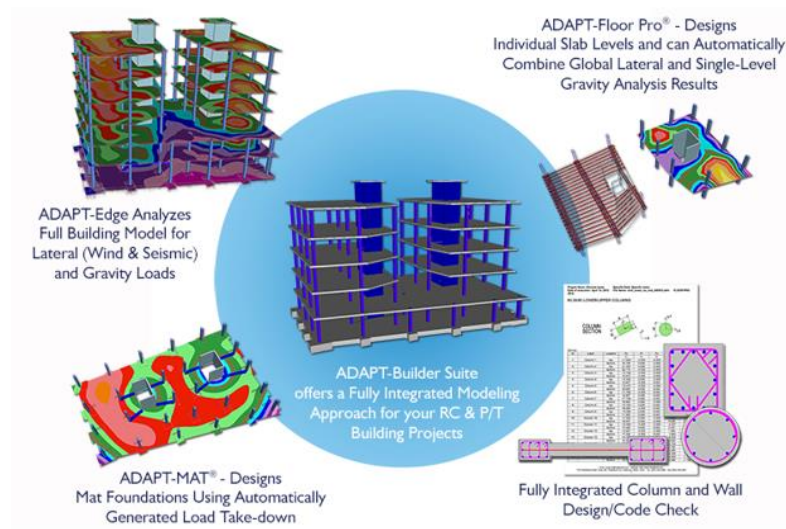 ADAPT-Floor Pro® - Designs
Individual Slab Levels and can Automatically
Combine Global Lateral and Single-Level
Gravity Analysis Results
ADAPT-Edge Analyzes
Full Building Model for
Lateral (Wind & Seismic)
and Gravity Loads
ADAPT-Builder Suite
offers a Fully Integrated Modeling
Approach for your RC & P/T
Building Projects
COLUMN
SECTION
ADAPT-MAT® - Designs
Mat Foundations Using Automatically
Generated Load Take-down
Fully Integrated Column and Wall
Design/Code Check